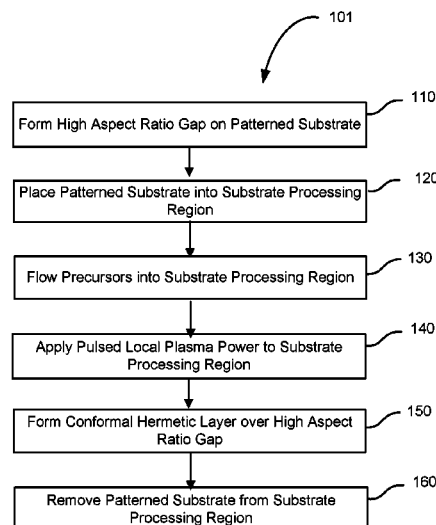 101
110
Form High Aspect Ratio Gap on Patterned Substrate
120
Place Patterned Substrate into Substrate Processing
Region
130
Flow Precursors into Substrate Processing Region
140
Apply Pulsed Local Plasma Power to Substrate
Processing Region
150
Form Conformal Hermetic Layer over High Aspect
Ratio Gap
160
Remove Patterned Substrate from Substrate
Processing Region